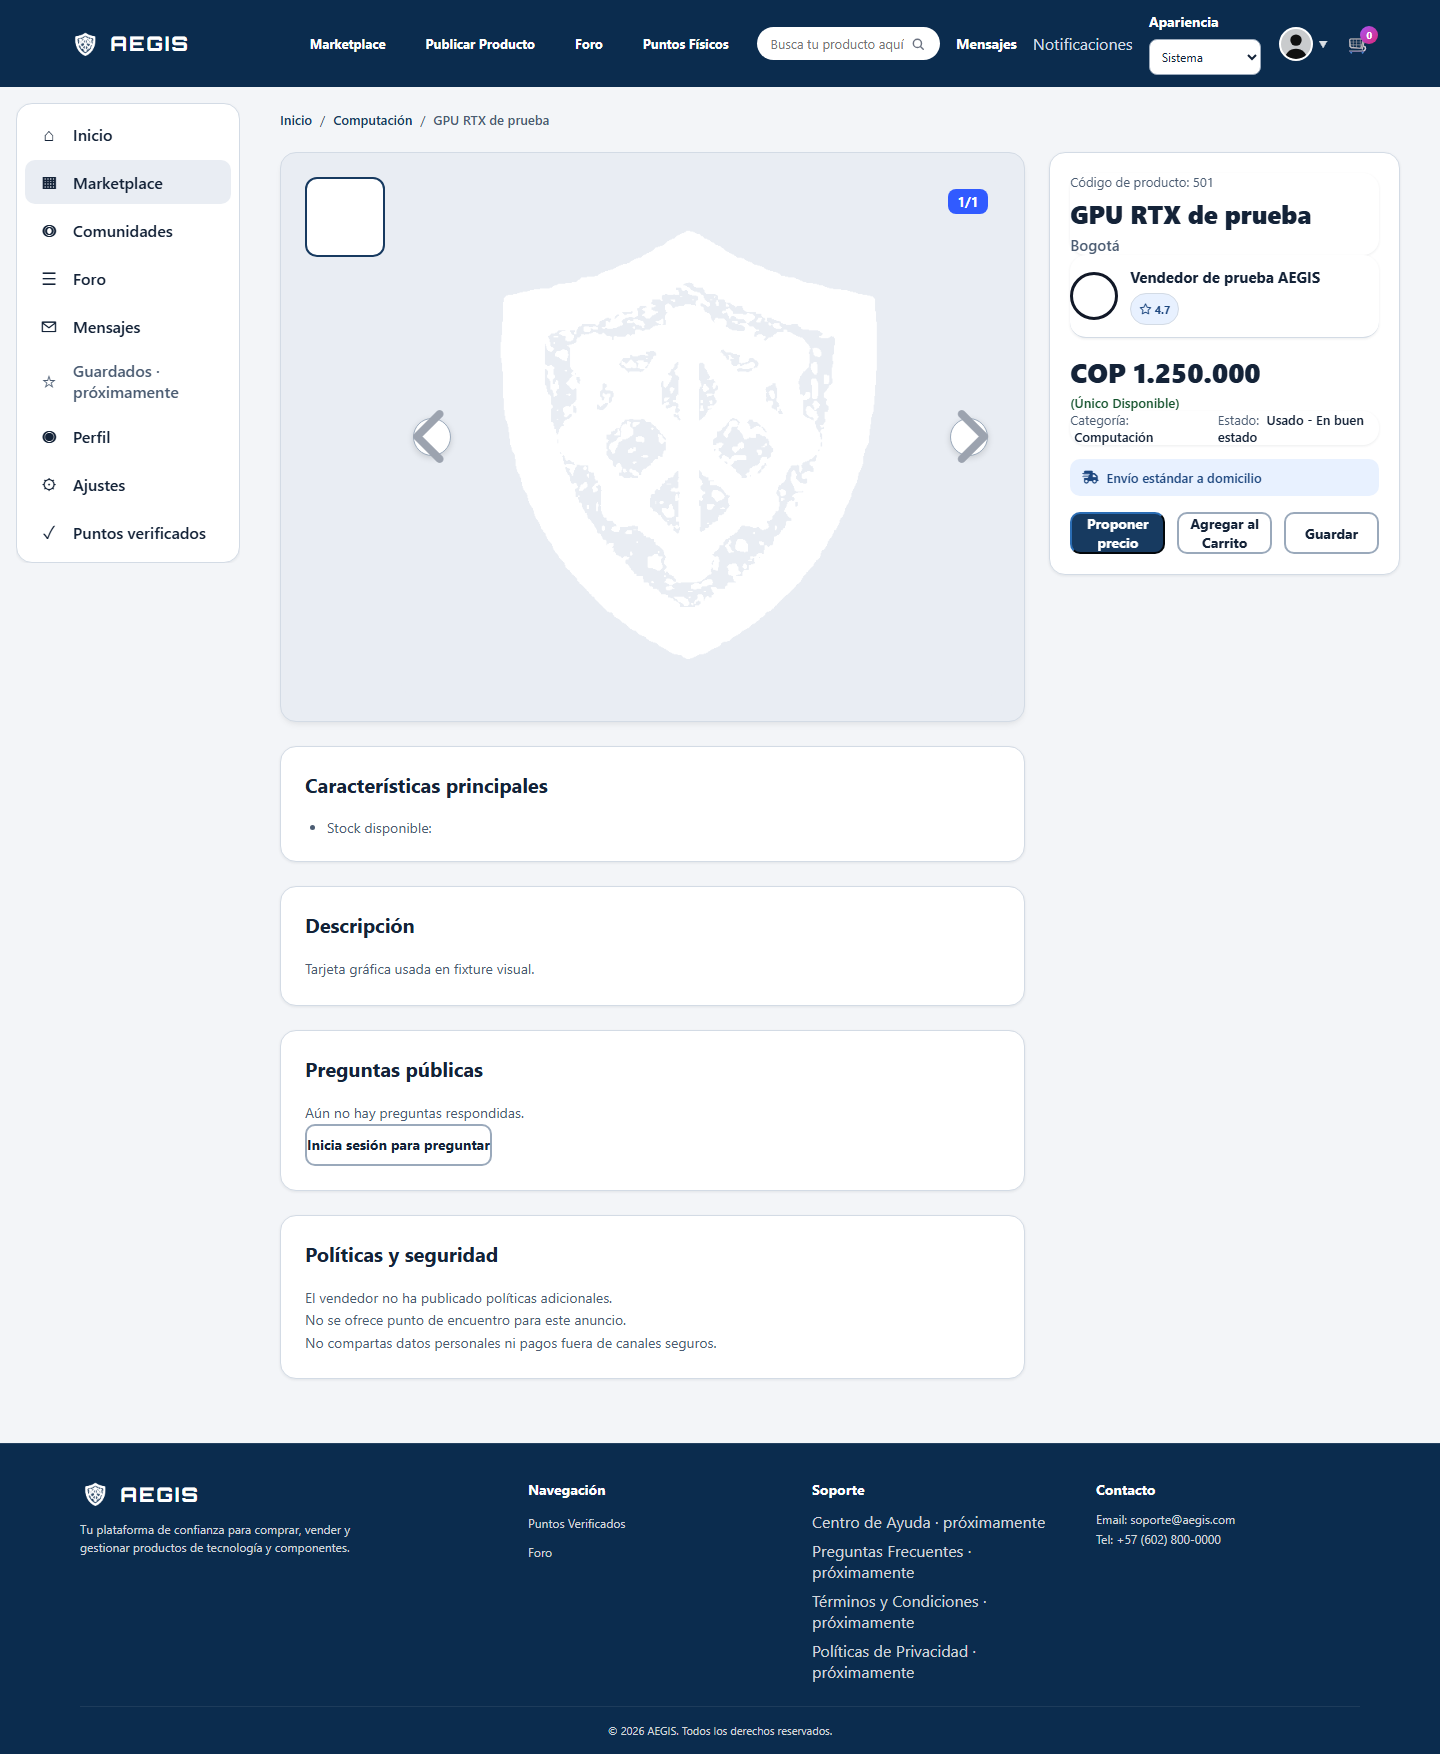 AEGIS
Marketplace
Publicar Producto
Foro
Puntos Físicos
Busca tu producto aquí
Mensajes
Notificaciones
Apariencia
Sistema
0
Inicio
Marketplace
Comunidades
Foro
Mensajes
Guardados ·
próximamente
Perfil
Ajustes
Puntos verificados
Inicio / Computación / GPU RTX de prueba
1/1
Código de producto: 501
GPU RTX de prueba
Bogotá
Vendedor de prueba AEGIS
4.7
COP 1.250.000
(Único Disponible)
Categoría:
Computación
Estado: Usado - En buen
estado
Envío estándar a domicilio
Proponer
precio
Agregar al
Carrito
Guardar
Características principales
Stock disponible:
Descripción
Tarjeta gráfica usada en fixture visual.
Preguntas públicas
Aún no hay preguntas respondidas.
Inicia sesión para preguntar
Políticas y seguridad
El vendedor no ha publicado políticas adicionales.
No se ofrece punto de encuentro para este anuncio.
No compartas datos personales ni pagos fuera de canales seguros.
AEGIS
Tu plataforma de confianza para comprar, vender y
gestionar productos de tecnología y componentes.
Navegación
Puntos Verificados
Foro
Soporte
Centro de Ayuda · próximamente
Preguntas Frecuentes ·
próximamente
Términos y Condiciones ·
próximamente
Políticas de Privacidad ·
próximamente
Contacto
Email: soporte@aegis.com
Tel: +57 (602) 800-0000
© 2026 AEGIS. Todos los derechos reservados.